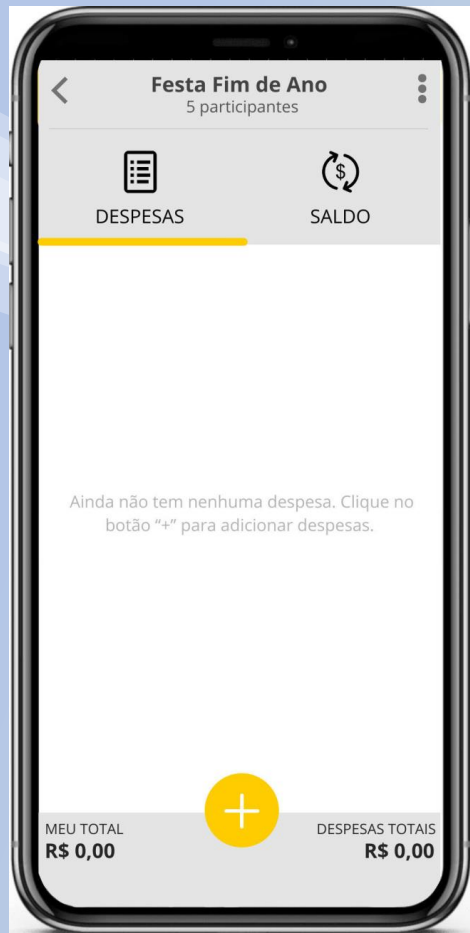 Festa Fim de Ano
5 participantes
$
DESPESAS
SALDO
Ainda não tem nenhuma despesa. Clique no
botão “+” para adicionar despesas.
+
MEU TOTAL
DESPESAS TOTAIS
R$ 0,00
R$ 0,00